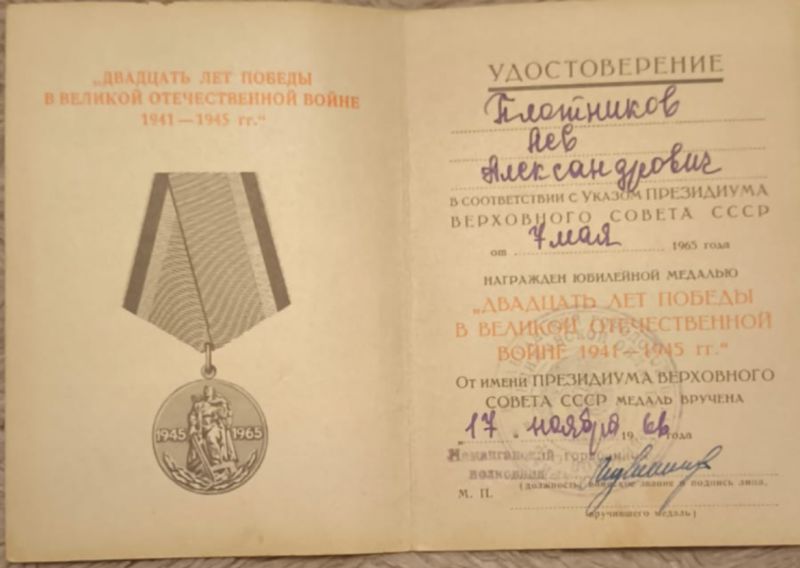 „ДВАДЦАТЬ ЛЕТ ПОБЕДЫ
В ВЕЛИКОЙ ОТЕЧЕСТВЕННОЙ ВОЙНЕ
1941—1945 гг.“
1945 1965
УДОСТОВЕРЕНИЕ
Плотников
Лев
Александрович
В СООТВЕТСТВИИ С УКАЗОМ ПРЕЗИДИУМА
ВЕРХОВНОГО СОВЕТА СССР
от 7 мая 1965 года
НАГРАЖДЕН ЮБИЛЕЙНОЙ МЕДАЛЬЮ
„ДВАДЦАТЬ ЛЕТ ПОБЕДЫ
В ВЕЛИКОЙ ОТЕЧЕСТВЕННОЙ
ВОЙНЕ 1941—1945 гг.“
От имени ПРЕЗИДИУМА ВЕРХОВНОГО
СОВЕТА СССР МЕДАЛЬ ВРУЧЕНА
„17 ноября 1966 года
Наманганский
полковник
М. П. (должность, воинское звание и подпись лица,
вручившего медаль)